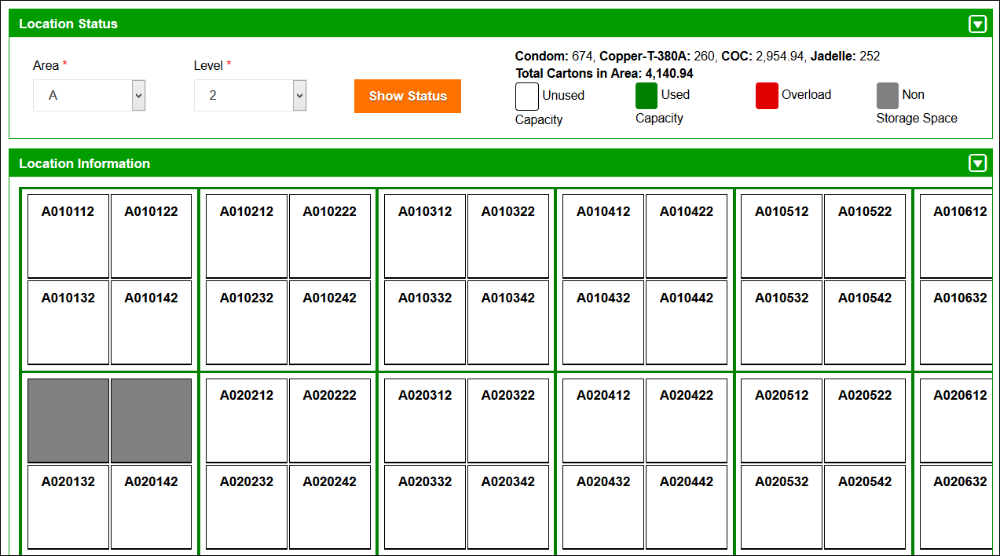 Location Status
Area *
Level *
A
2
Show Status
Condom: 674, Copper-T-380A: 260, COC: 2,954.94, Jadelle: 252
Total Cartons in Area: 4,140.94
Unused Capacity
Used Capacity
Overload
Non Storage Space
Location Information
A010112 A010122 A010212 A010222 A010312 A010322 A010412 A010422 A010512 A010522 A010612
A010132 A010142 A010232 A010242 A010332 A010342 A010432 A010442 A010532 A010542 A010632
A020212 A020222 A020312 A020322 A020412 A020422 A020512 A020522 A020612
A020132 A020142 A020232 A020242 A020332 A020342 A020432 A020442 A020532 A020542 A020632